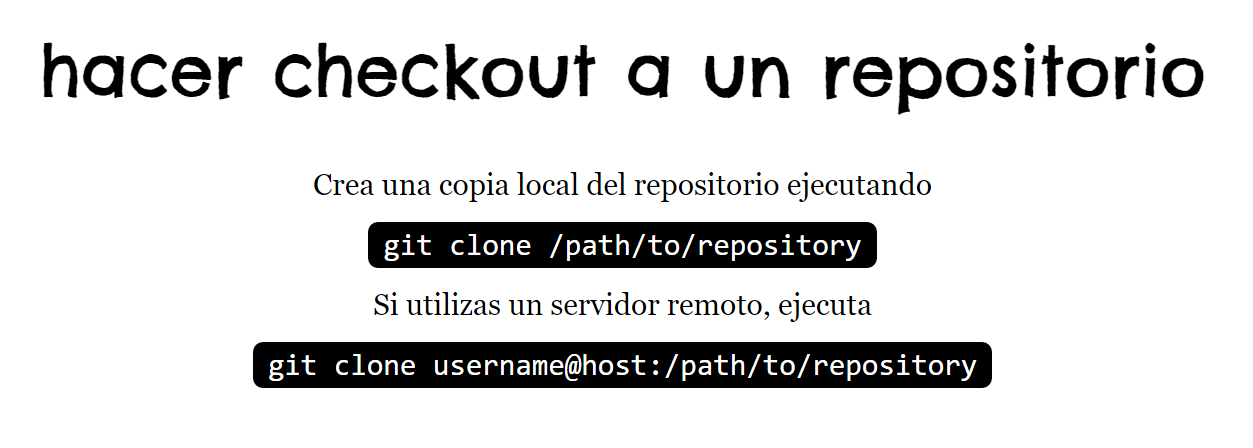 hacer checkout a un repositorio
Crea una copia local del repositorio ejecutando
git clone /path/to/repository
Si utilizas un servidor remoto, ejecuta
git clone username@host:/path/to/repository